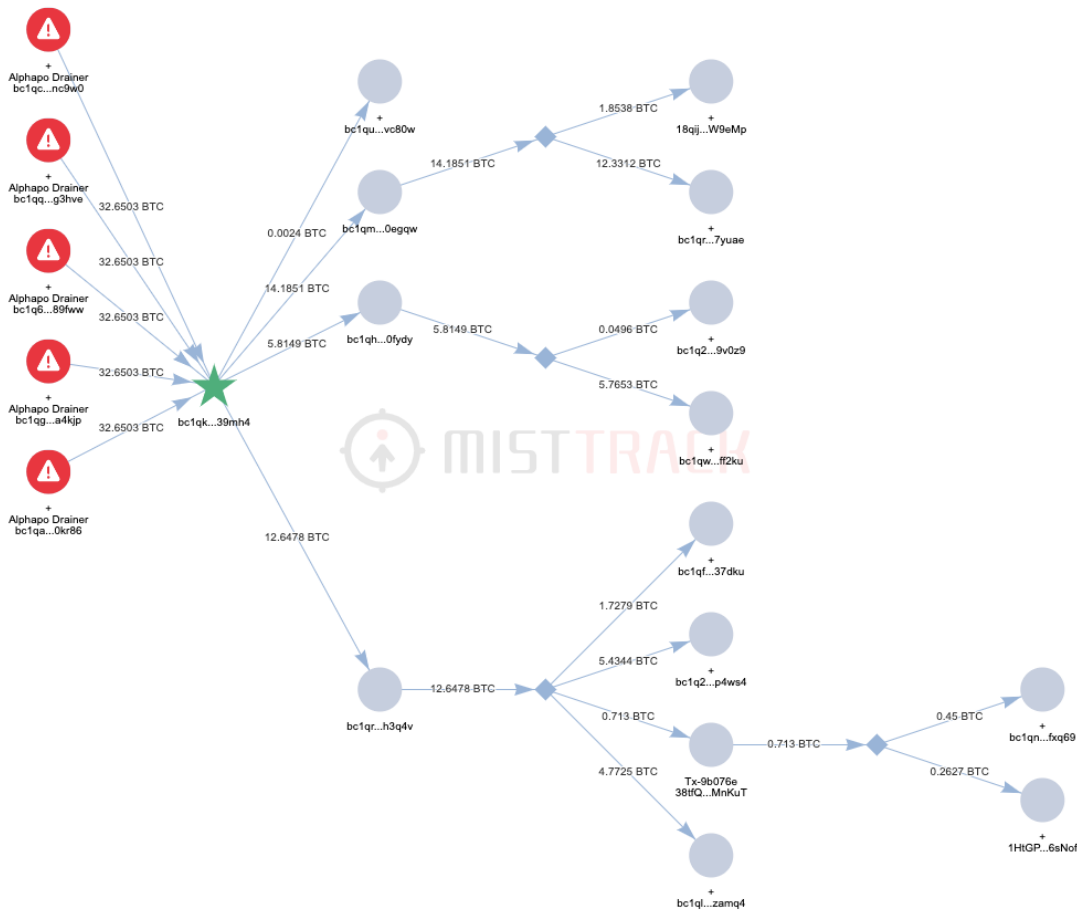 +
Alphapo Drainer
bc1qc...nc9w0
+
Alphapo Drainer
bc1qq...g3hve
+
Alphapo Drainer
bc1q6...89fww
+
Alphapo Drainer
bc1qg...a4kjp
+
Alphapo Drainer
bc1qa...0kr86
32.6503 BTC
32.6503 BTC
32.6503 BTC
32.6503 BTC
32.6503 BTC
bc1qk...39mh4
0.0024 BTC
14.1851 BTC
5.8149 BTC
12.6478 BTC
+
bc1qu...vc80w
bc1qm...0egqw
bc1qh...0fydy
bc1qr...h3q4v
14.1851 BTC
1.8538 BTC
12.3312 BTC
+
18qij...W9eMp
+
bc1qr...7yuae
5.8149 BTC
0.0496 BTC
5.7653 BTC
+
bc1q2...9v0z9
+
bc1qw...ff2ku
MISTTRACK
12.6478 BTC
1.7279 BTC
5.4344 BTC
0.713 BTC
4.7725 BTC
+
bc1qf...37dku
+
bc1q2...p4ws4
Tx-9b076e
38tfQ...MnKuT
+
bc1ql...zamq4
0.713 BTC
0.45 BTC
0.2627 BTC
+
bc1qn...fxq69
+
1HtGP...6sNof